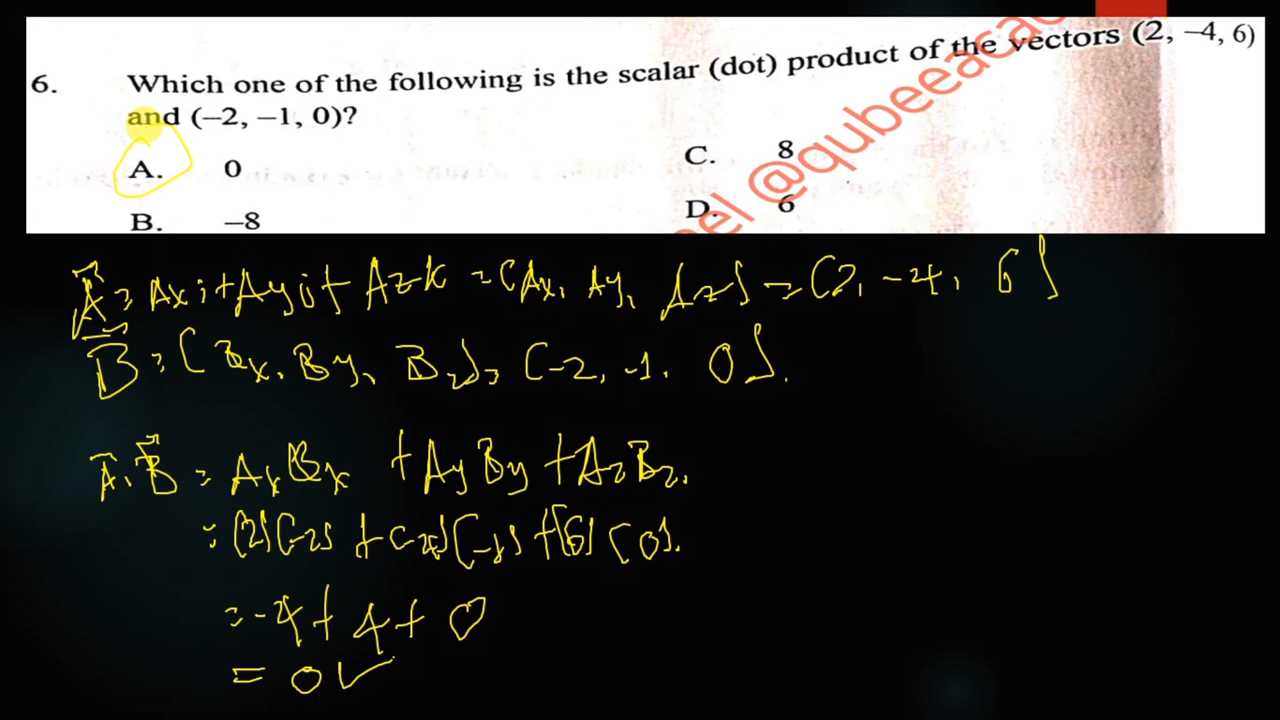 6. Which one of the following is the scalar (dot) product of the vectors (2, –4, 6)
and (–2, –1, 0)?
A. 0
C. 8
B. –8
D. 6
el @qubeeacad
A = Axi + Ayj + Azk = (Ax, Ay, Az) = (2, -4, 6)
B = (Bx, By, Bz) = (-2, -1, 0).
A.B = AxBx + AyBy + AzBz.
= (2)(-2) + (-4)(-1) + (6)(0).
= -4 + 4 + 0
= 0 ✓